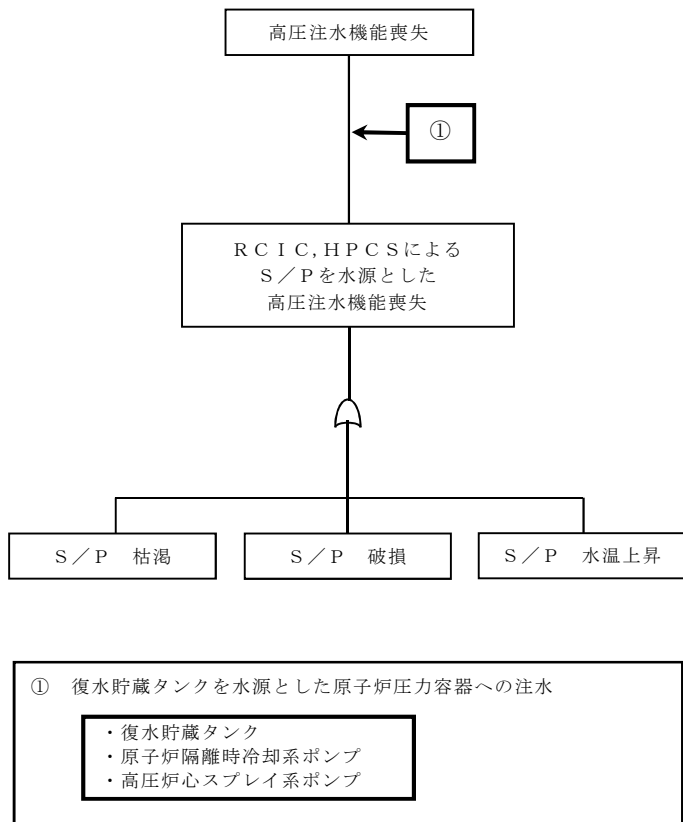 高圧注水機能喪失
①
ＲＣＩＣ,ＨＰＣＳによる
Ｓ／Ｐを水源とした
高圧注水機能喪失
Ｓ／Ｐ　枯渇
Ｓ／Ｐ　破損
Ｓ／Ｐ　水温上昇
①　復水貯蔵タンクを水源とした原子炉圧力容器への注水
・復水貯蔵タンク
・原子炉隔離時冷却系ポンプ
・高圧炉心スプレイ系ポンプ